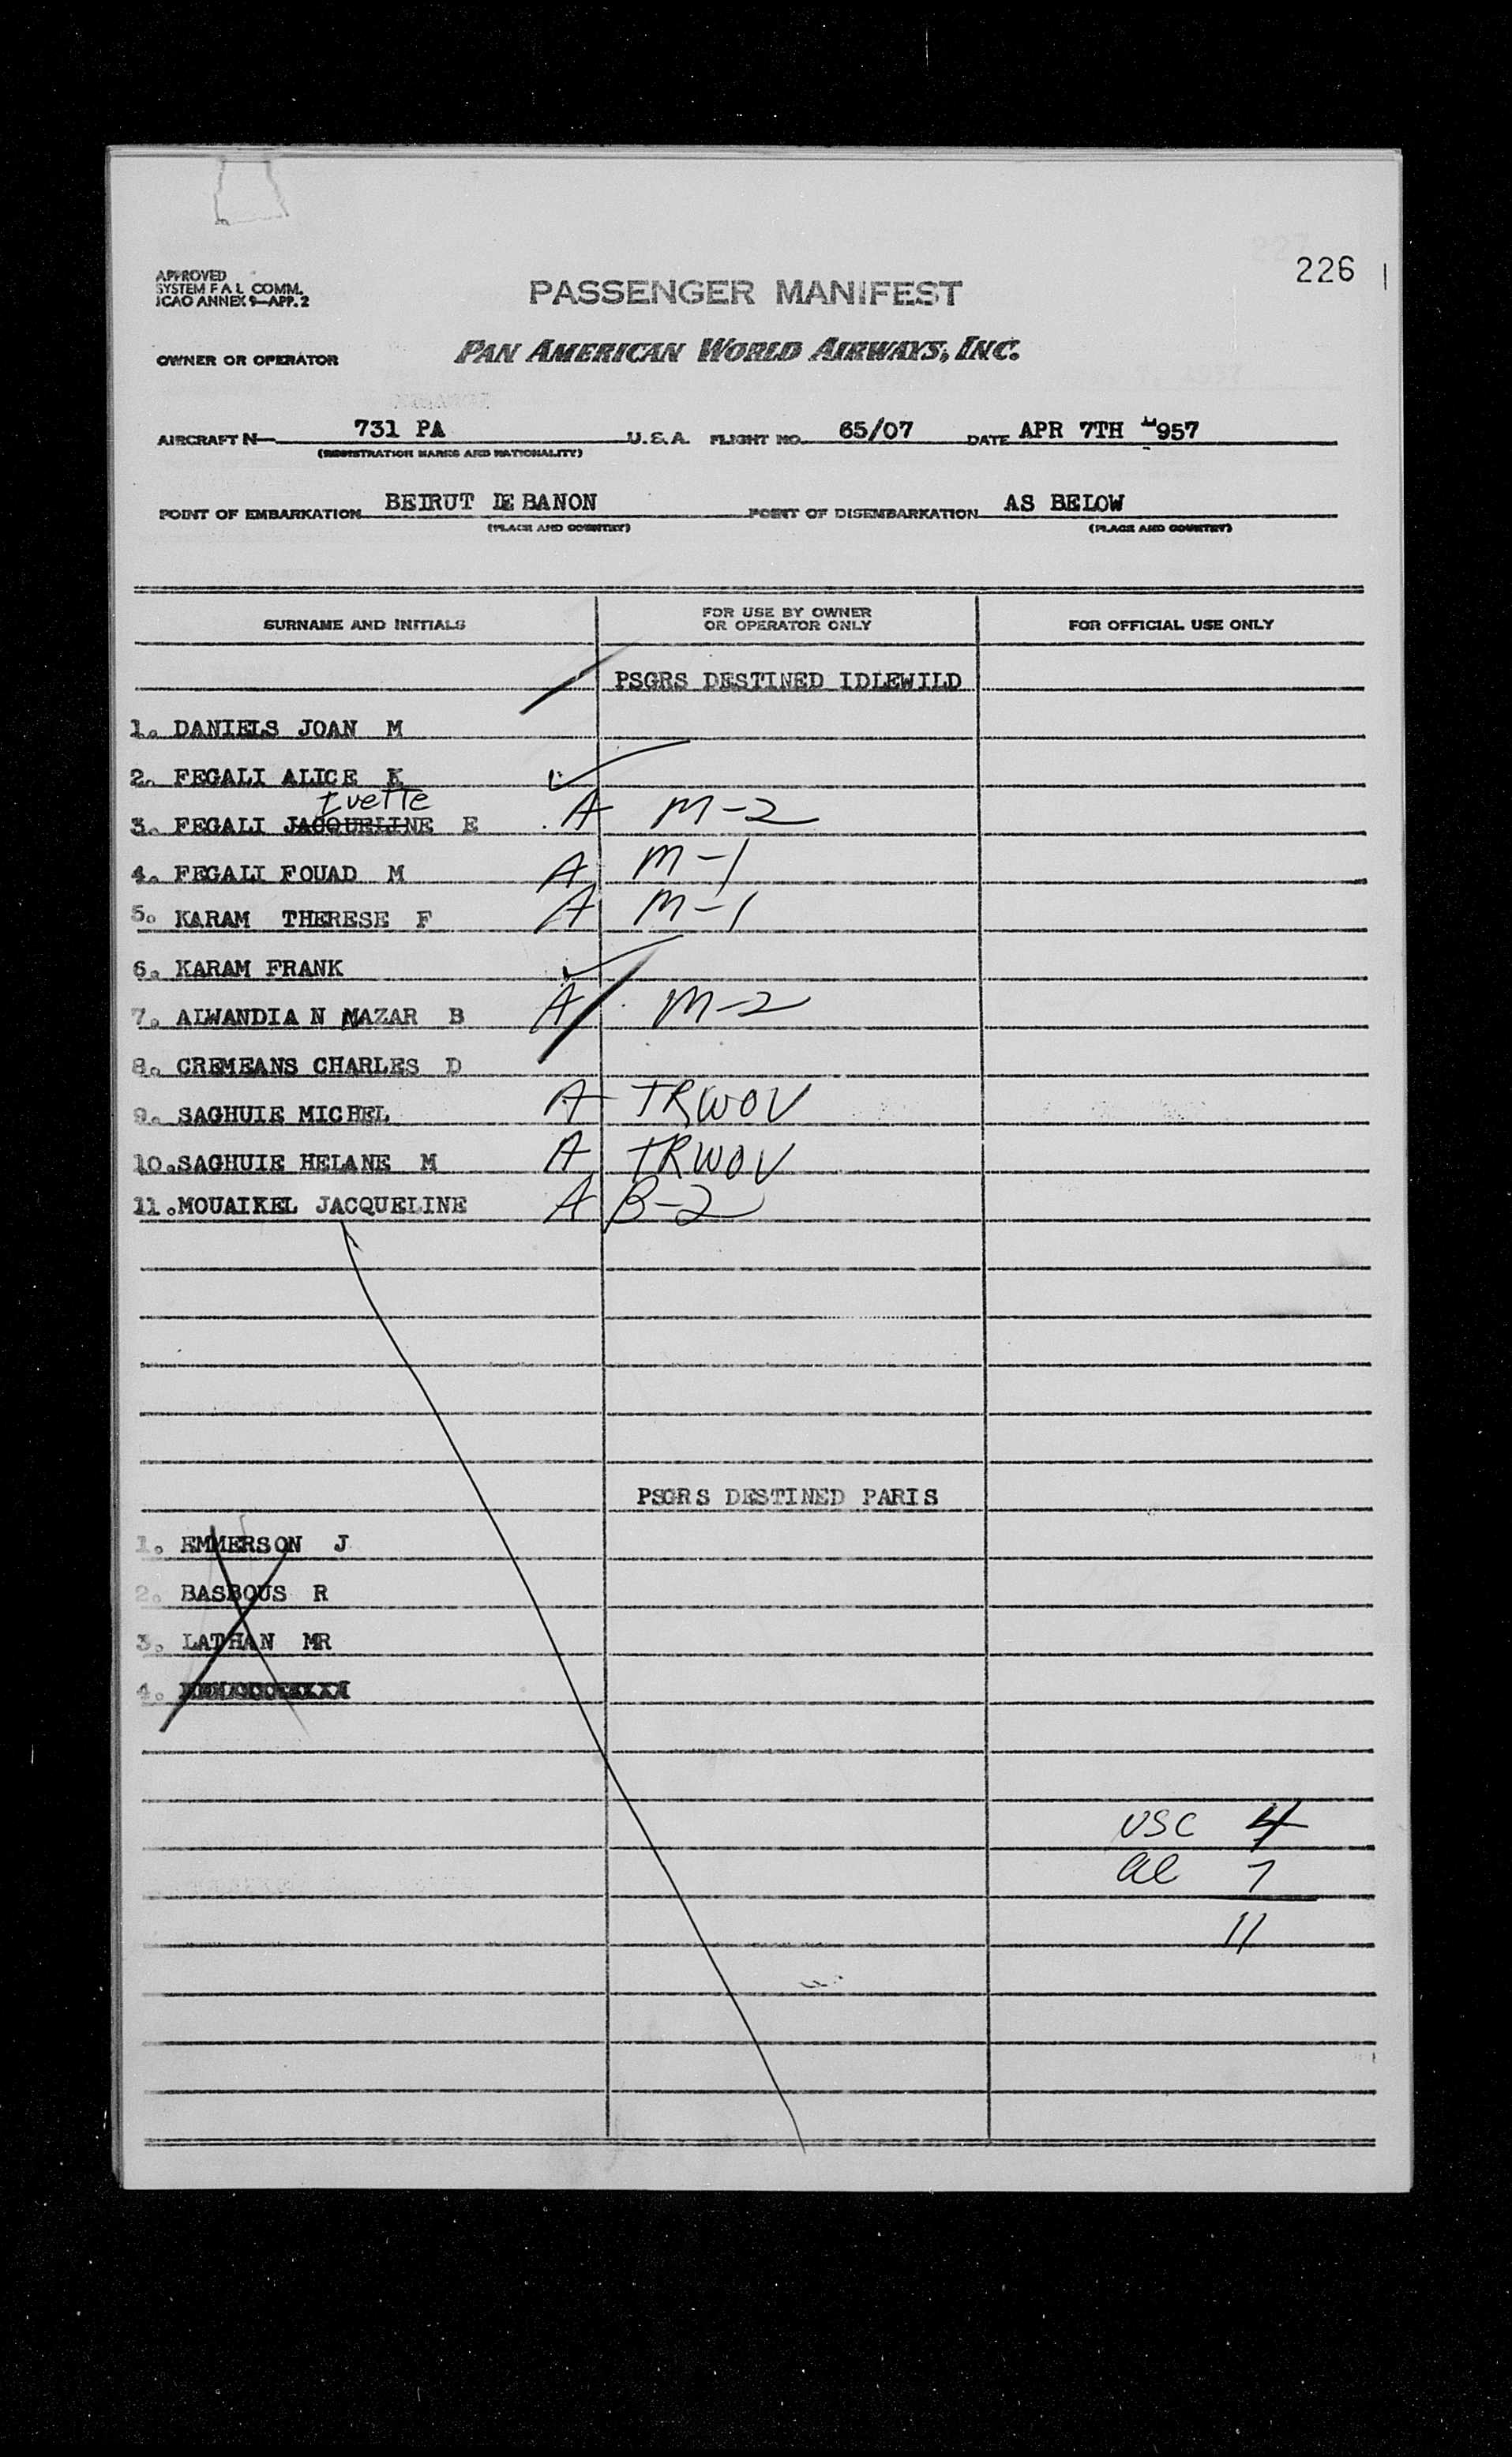 226
APPROVED
SYSTEM F A L COMM.
ICAO ANNEX 9—APP. 2
PASSENGER MANIFEST
OWNER OR OPERATOR PAN AMERICAN WORLD AIRWAYS, INC.
AIRCRAFT N— 731 PA U.S.A. FLIGHT NO. 65/07 DATE APR 7TH 1957
(REGISTRATION MARKS AND NATIONALITY)
POINT OF EMBARKATION BEIRUT LEBANON POINT OF DISEMBARKATION AS BELOW
(PLACE AND COUNTRY) (PLACE AND COUNTRY)
SURNAME AND INITIALS FOR USE BY OWNER OR OPERATOR ONLY FOR OFFICIAL USE ONLY
PSGRS DESTINED IDLEWILD
1. DANIELS JOAN M
2. FEGALI ALICE K
Evette
3. FEGALI JACQUELINE E A M-2
4. FEGALI FOUAD M A M-1
5. KARAM THERESE F A M-1
6. KARAM FRANK
7. ALWANDIA N MAZAR B A M-2
8. CREMEANS CHARLES D
9. SAGHUIE MICHEL A TRWOV
10. SAGHUIE HELANE M A TRWOV
11. MOUAIKEL JACQUELINE A B-2
PSGRS DESTINED PARIS
1. EMMERSON J
2. BASBOUS R
3. LATHAN MR
4.
USC 4
al 7
11